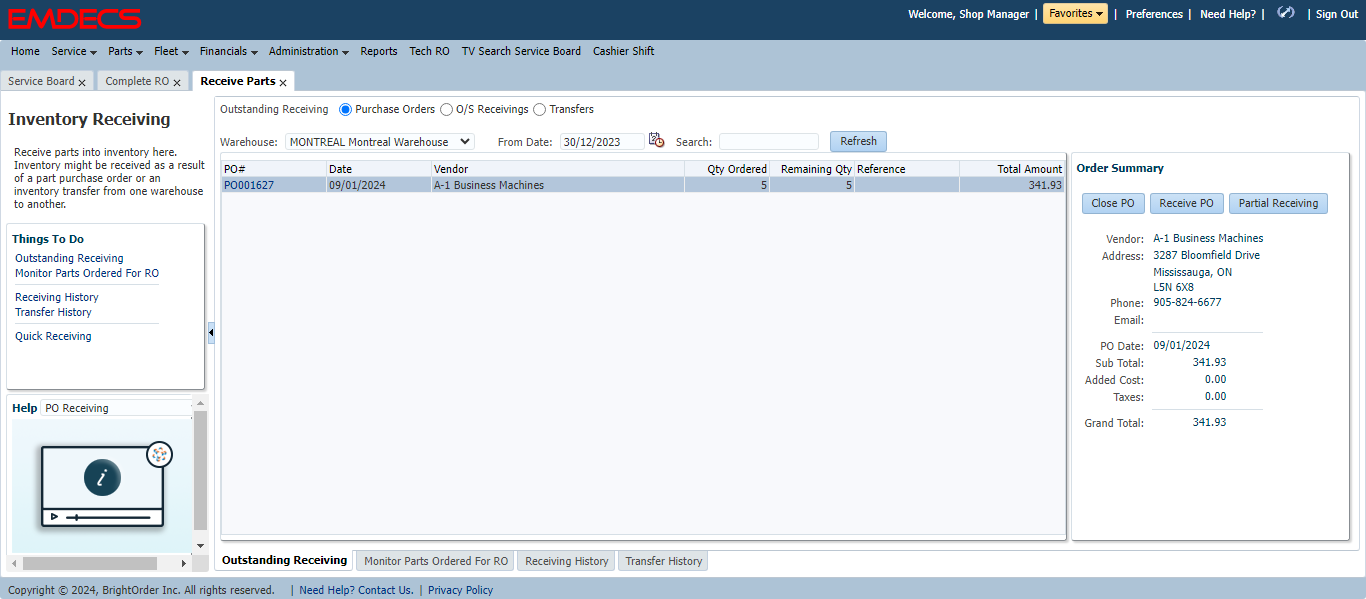 EMDECS
Welcome, Shop Manager | Favorites | Preferences | Need Help? | | Sign Out
Home Service Parts Fleet Financials Administration Reports Tech RO TV Search Service Board Cashier Shift
Service Board x Complete RO x Receive Parts x
Inventory Receiving
Receive parts into inventory here.
Inventory might be received as a result
of a part purchase order or an
inventory transfer from one warehouse
to another.
Things To Do
Outstanding Receiving
Monitor Parts Ordered For RO
Receiving History
Transfer History
Quick Receiving
Help PO Receiving
i
Outstanding Receiving Purchase Orders O/S Receivings Transfers
Warehouse: MONTREAL Montreal Warehouse From Date: 30/12/2023 Search: Refresh
PO# Date Vendor Qty Ordered Remaining Qty Reference Total Amount
PO001627 09/01/2024 A-1 Business Machines 5 5 341.93
Order Summary
Close PO Receive PO Partial Receiving
Vendor: A-1 Business Machines
Address: 3287 Bloomfield Drive
Mississauga, ON
L5N 6X8
Phone: 905-824-6677
Email:
PO Date: 09/01/2024
Sub Total: 341.93
Added Cost: 0.00
Taxes: 0.00
Grand Total: 341.93
Outstanding Receiving Monitor Parts Ordered For RO Receiving History Transfer History
Copyright © 2024, BrightOrder Inc. All rights reserved. | Need Help? Contact Us. | Privacy Policy